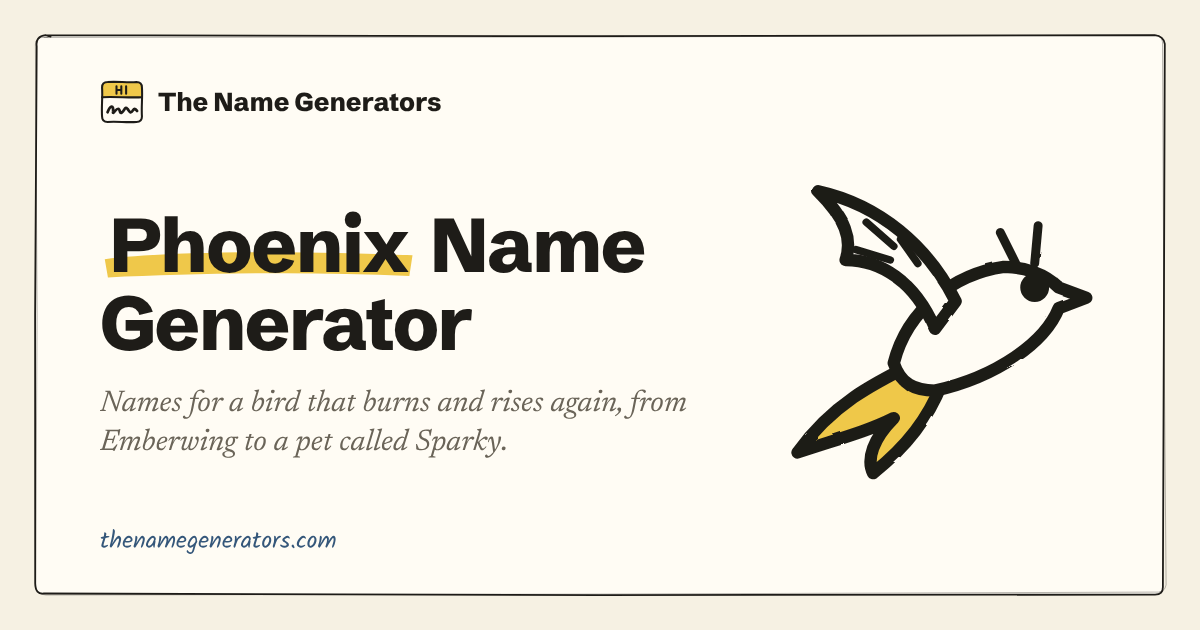 HI
The Name Generators
Phoenix Name
Generator
Names for a bird that burns and rises again, from
Emberwing to a pet called Sparky.
thenamegenerators.com